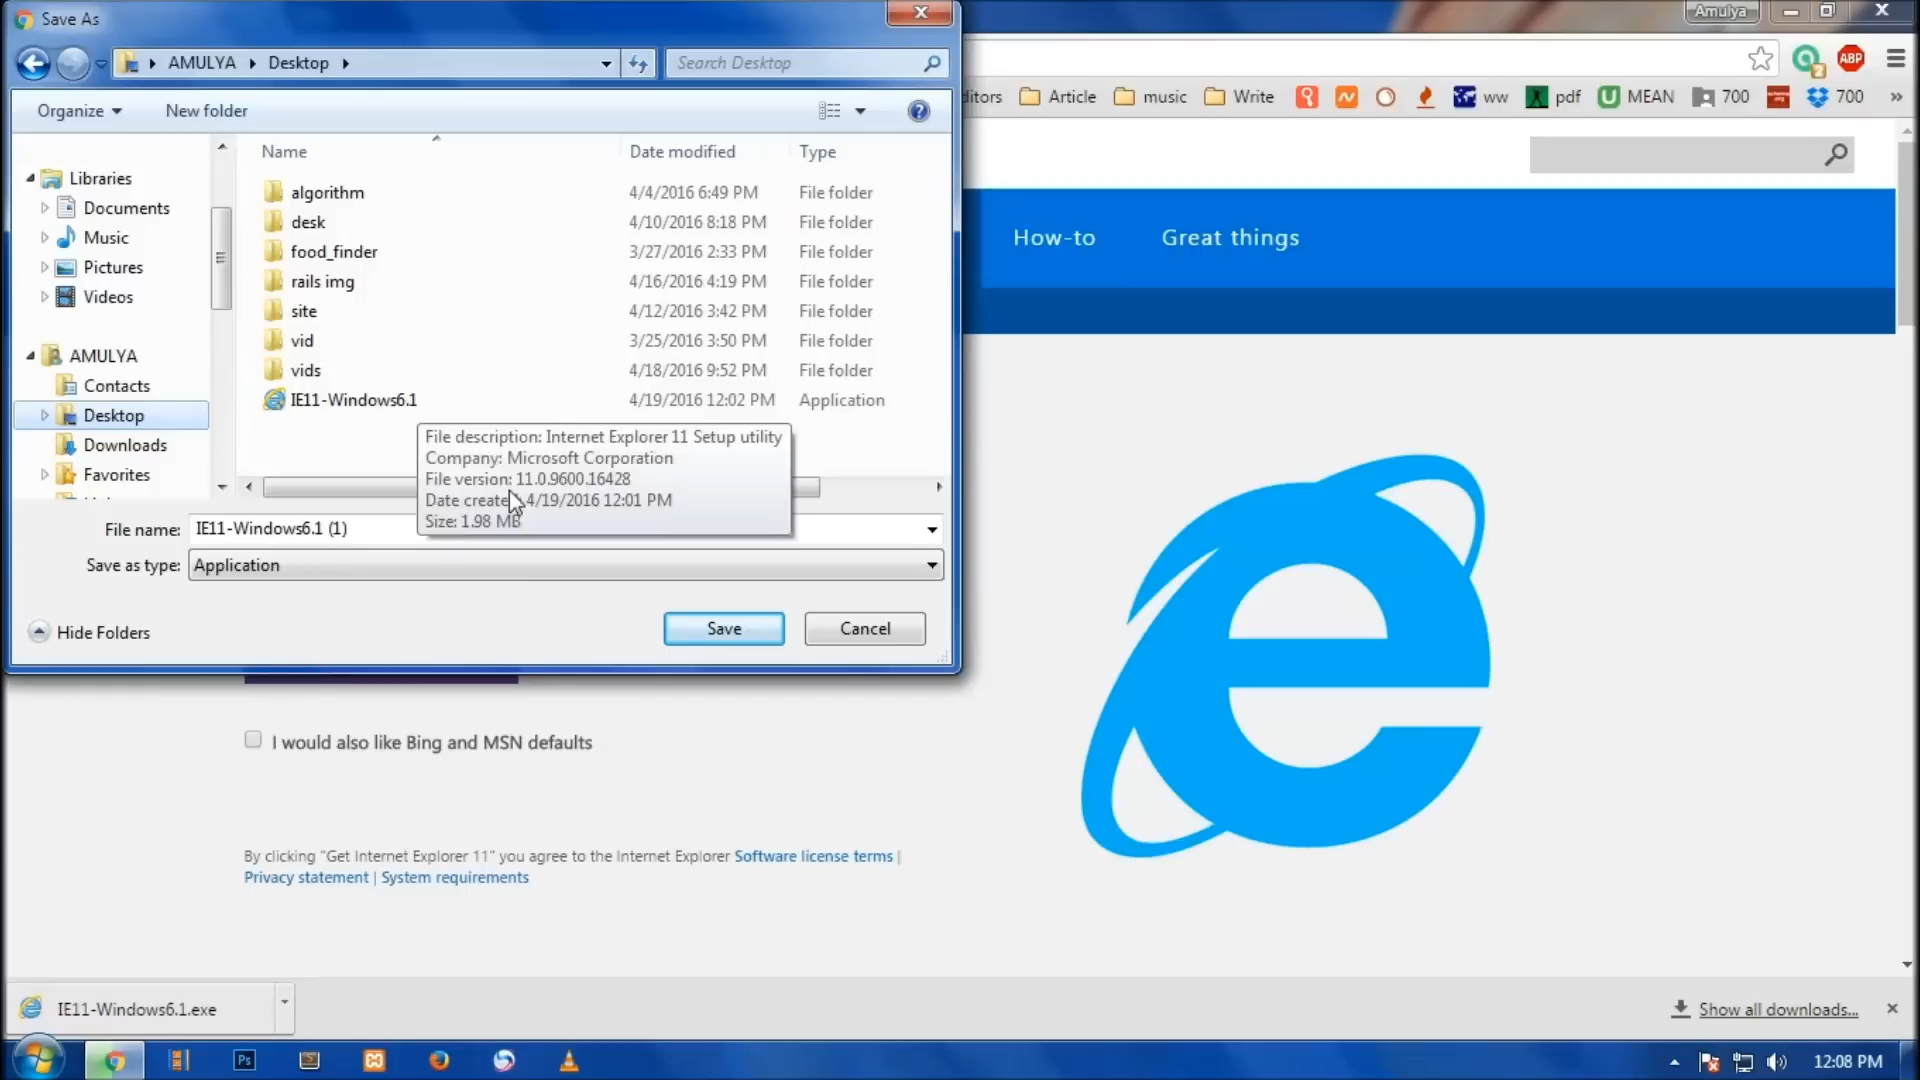 Save As
Amulya
AMULYA Desktop
Search Desktop
ABP
Organize
New folder
ditors Article music Write ww pdf MEAN 700 700 »
Name Date modified Type
Libraries
Documents
Music
Pictures
Videos
AMULYA
Contacts
Desktop
Downloads
Favorites
algorithm 4/4/2016 6:49 PM File folder
desk 4/10/2016 8:18 PM File folder
food_finder 3/27/2016 2:33 PM File folder
rails img 4/16/2016 4:19 PM File folder
site 4/12/2016 3:42 PM File folder
vid 3/25/2016 3:50 PM File folder
vids 4/18/2016 9:52 PM File folder
IE11-Windows6.1 4/19/2016 12:02 PM Application
File description: Internet Explorer 11 Setup utility
Company: Microsoft Corporation
File version: 11.0.9600.16428
Date create 4/19/2016 12:01 PM
Size: 1.98 MB
File name: IE11-Windows6.1 (1)
Save as type: Application
Hide Folders
Save
Cancel
How-to Great things
I would also like Bing and MSN defaults
By clicking "Get Internet Explorer 11" you agree to the Internet Explorer Software license terms |
Privacy statement | System requirements
IE11-Windows6.1.exe
Show all downloads...
Ps
12:08 PM